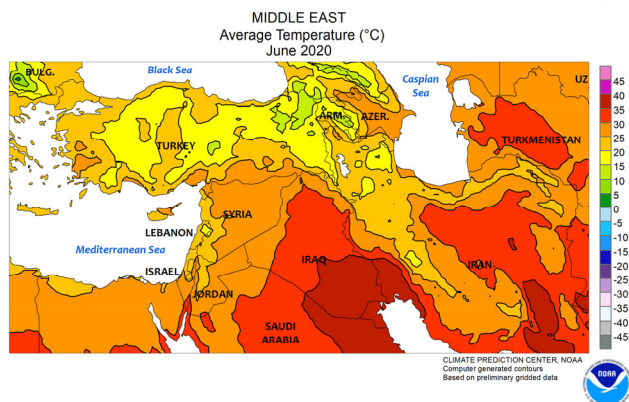 MIDDLE EAST
Average Temperature (°C)
June 2020
BULG.
Black Sea
Caspian
Sea
UZ
ARM.
AZER.
TURKEY
TURKMENISTAN
SYRIA
LEBANON
Mediterranean Sea
ISRAEL
IRAQ
IRAN
JORDAN
SAUDI
ARABIA
45
40
35
30
25
20
15
10
5
0
-5
-10
-15
-20
-25
-30
-35
-40
-45
CLIMATE PREDICTION CENTER, NOAA
Computer generated contours
Based on preliminary gridded data
NOAA